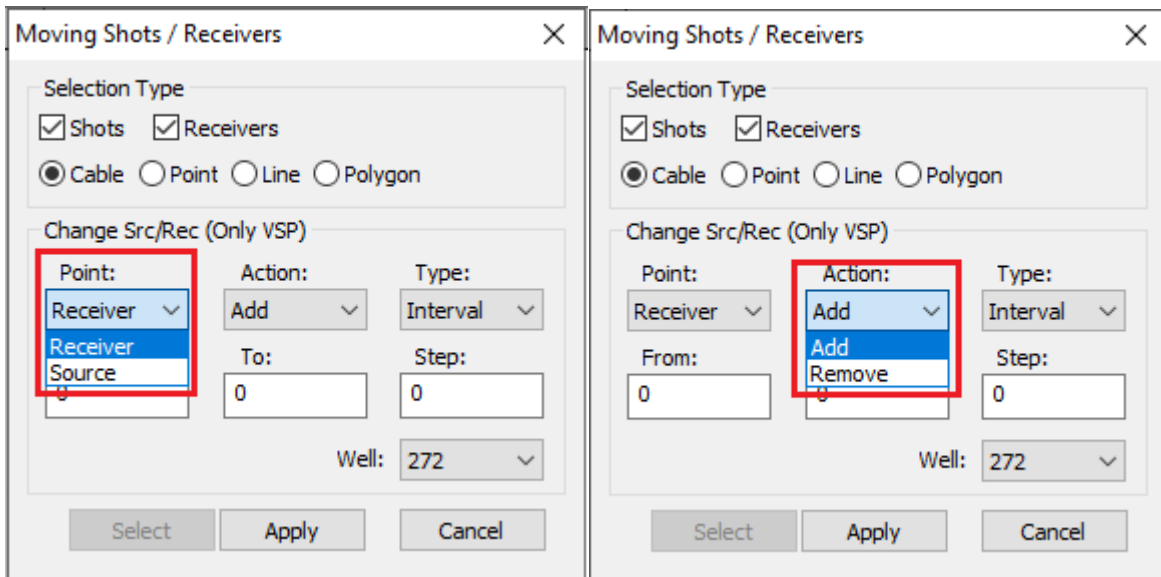 Moving Shots / Receivers
Selection Type
Shots Receivers
Cable Point Line Polygon
Change Src/Rec (Only VSP)
Point: Action: Type:
Receiver Add Interval
Receiver
Source
To: Step:
0 0 0
Well: 272
Select Apply Cancel
Moving Shots / Receivers
Selection Type
Shots Receivers
Cable Point Line Polygon
Change Src/Rec (Only VSP)
Point: Action: Type:
Receiver Add Interval
From: Step:
Add
Remove
0 0 0
Well: 272
Select Apply Cancel